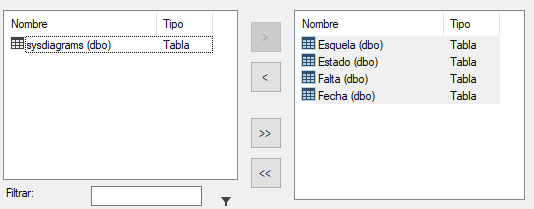 Nombre Tipo
sysdiagrams (dbo) Tabla
Filtrar:
>
<
>>
<<
Nombre Tipo
Esquela (dbo) Tabla
Estado (dbo) Tabla
Falta (dbo) Tabla
Fecha (dbo) Tabla